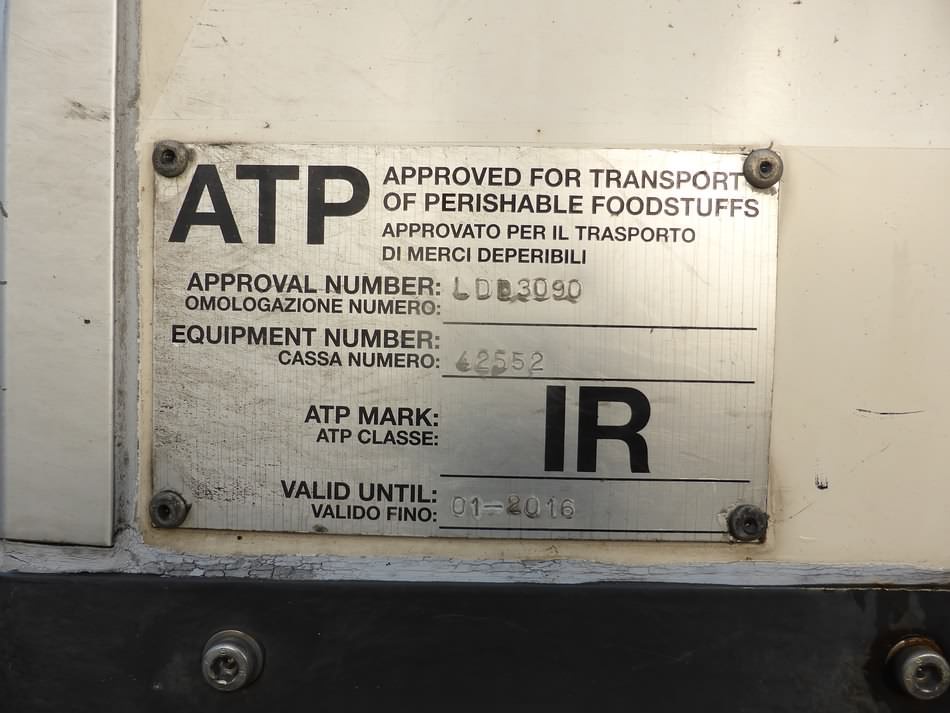 ATP
APPROVED FOR TRANSPORT
OF PERISHABLE FOODSTUFFS
APPROVATO PER IL TRASPORTO
DI MERCI DEPERIBILI
APPROVAL NUMBER:
OMOLOGAZIONE NUMERO:
EQUIPMENT NUMBER:
CASSA NUMERO: 42552
ATP MARK:
ATP CLASSE:
IR
VALID UNTIL:
VALIDO FINO: 01-2016